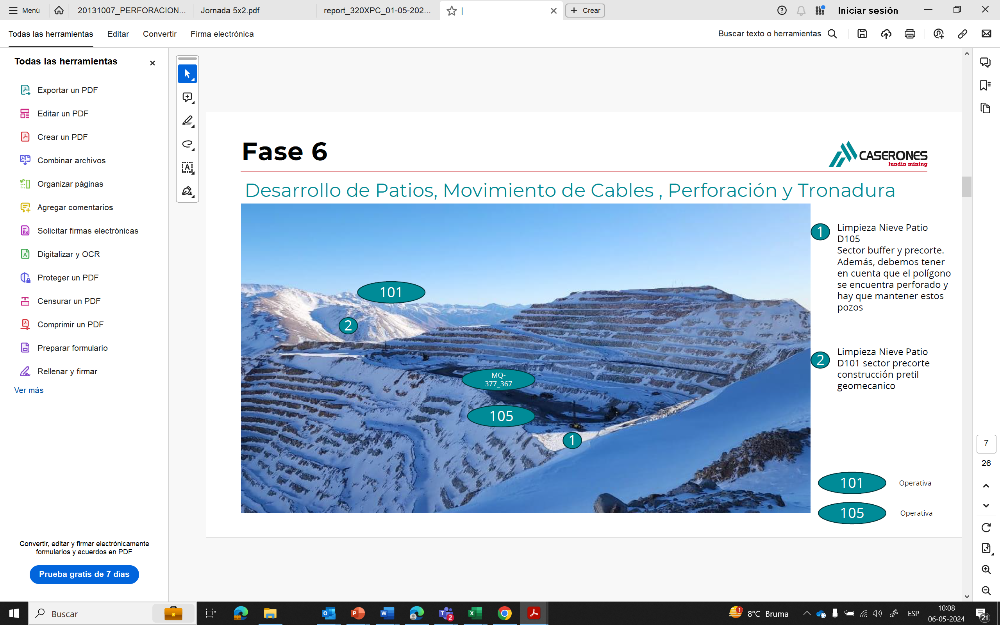 Menú
20131007_PERFORACION...
Jornada 5x2.pdf
report_320XPC_01-05-202...
Crear
Iniciar sesión
Todas las herramientas
Editar
Convertir
Firma electrónica
Buscar texto o herramientas
Todas las herramientas
Exportar un PDF
Editar un PDF
Crear un PDF
Combinar archivos
Organizar páginas
Agregar comentarios
Solicitar firmas electrónicas
Digitalizar y OCR
Proteger un PDF
Censurar un PDF
Comprimir un PDF
Preparar formulario
Rellenar y firmar
Ver más
Convertir, editar y firmar electrónicamente
formularios y acuerdos en PDF
Prueba gratis de 7 días
Fase 6
CASERONES
lundin mining
Desarrollo de Patios, Movimiento de Cables , Perforación y Tronadura
101
2
MQ-
377_367
105
1
1
Limpieza Nieve Patio
D105
Sector buffer y precorte.
Además, debemos tener
en cuenta que el polígono
se encuentra perforado y
hay que mantener estos
pozos
2
Limpieza Nieve Patio
D101 sector precorte
construcción pretil
geomecanico
101
Operativa
105
Operativa
7
26
Buscar
8°C Bruma
ESP
10:08
06-05-2024
21